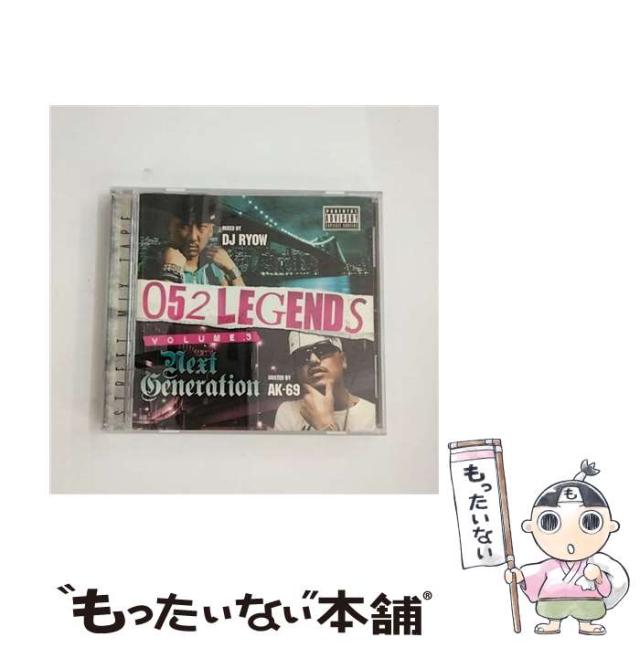 STREET MIX TAPE
MIXED BY
DJ RYOW
PARENTAL
ADVISORY
EXPLICIT CONTENT
052 LEGENDS
VOLUME.3
Next
Generation
HOSTED BY
AK-69
も
もったいない
"もったいない"本舗®